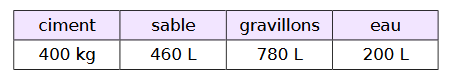 ciment sable gravillons eau
400 kg 460 L 780 L 200 L